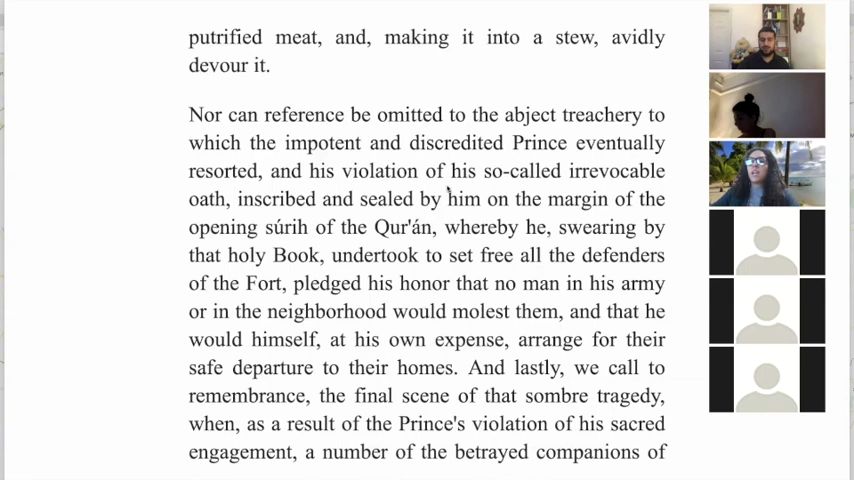 putrified meat, and, making it into a stew, avidly
devour it.
Nor can reference be omitted to the abject treachery to
which the impotent and discredited Prince eventually
resorted, and his violation of his so-called irrevocable
oath, inscribed and sealed by him on the margin of the
opening súrih of the Qur'án, whereby he, swearing by
that holy Book, undertook to set free all the defenders
of the Fort, pledged his honor that no man in his army
or in the neighborhood would molest them, and that he
would himself, at his own expense, arrange for their
safe departure to their homes. And lastly, we call to
remembrance, the final scene of that sombre tragedy,
when, as a result of the Prince's violation of his sacred
engagement, a number of the betrayed companions of